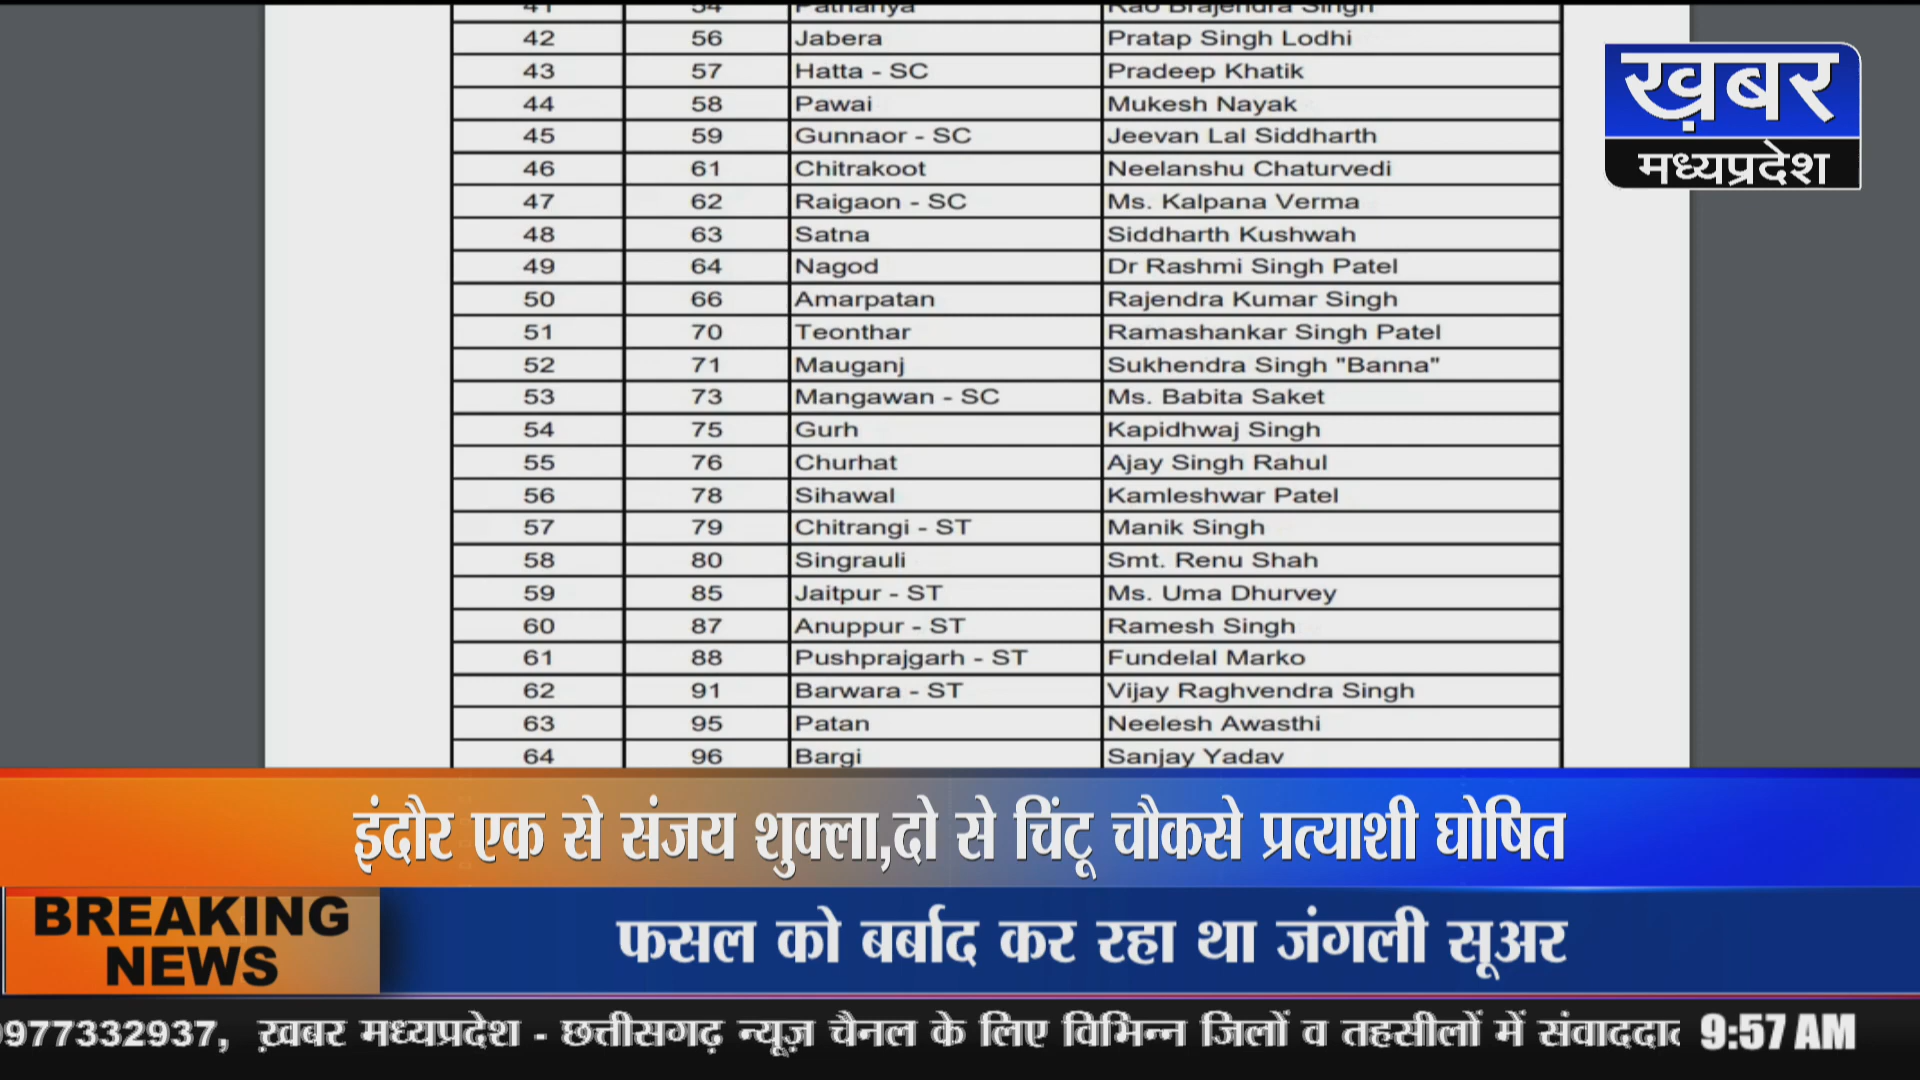 41 54 Pathariya Rao Brajendra Singh
42 56 Jabera Pratap Singh Lodhi
43 57 Hatta - SC Pradeep Khatik
44 58 Pawai Mukesh Nayak
45 59 Gunnaor - SC Jeevan Lal Siddharth
46 61 Chitrakoot Neelanshu Chaturvedi
47 62 Raigaon - SC Ms. Kalpana Verma
48 63 Satna Siddharth Kushwah
49 64 Nagod Dr Rashmi Singh Patel
50 66 Amarpatan Rajendra Kumar Singh
51 70 Teonthar Ramashankar Singh Patel
52 71 Mauganj Sukhendra Singh "Banna"
53 73 Mangawan - SC Ms. Babita Saket
54 75 Gurh Kapidhwaj Singh
55 76 Churhat Ajay Singh Rahul
56 78 Sihawal Kamleshwar Patel
57 79 Chitrangi - ST Manik Singh
58 80 Singrauli Smt. Renu Shah
59 85 Jaitpur - ST Ms. Uma Dhurvey
60 87 Anuppur - ST Ramesh Singh
61 88 Pushprajgarh - ST Fundelal Marko
62 91 Barwara - ST Vijay Raghvendra Singh
63 95 Patan Neelesh Awasthi
64 96 Bargi Sanjay Yadav
ख़बर
मध्यप्रदेश
इंदौर एक से संजय शुक्ला,दो से चिंटू चौकसे प्रत्याशी घोषित
BREAKING
NEWS
फसल को बर्बाद कर रहा था जंगली सूअर
977332937, ख़बर मध्यप्रदेश - छत्तीसगढ़ न्यूज़ चैनल के लिए विभिन्न जिलों व तहसीलों में
9:57 AM